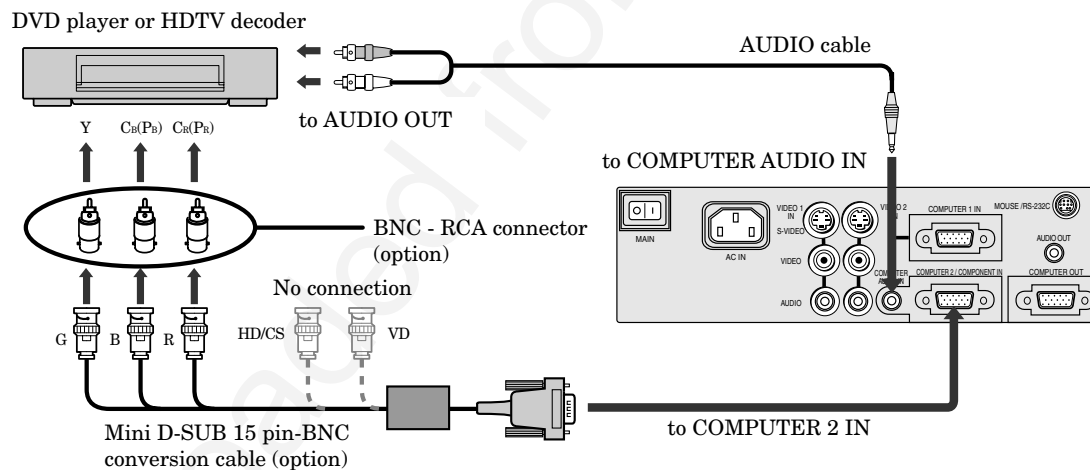 DVD player or HDTV decoder
AUDIO cable
to AUDIO OUT
Y
CB(PB)
CR(PR)
to COMPUTER AUDIO IN
BNC - RCA connector
(option)
No connection
G
B
R
HD/CS
VD
MAIN
AC IN
VIDEO 1
IN
S-VIDEO
VIDEO
AUDIO
COMPUTER 1 IN
MOUSE /RS-232C
AUDIO OUT
COMPUTER 2 / COMPONENT IN
COMPUTER OUT
to COMPUTER 2 IN
Mini D-SUB 15 pin-BNC
conversion cable (option)